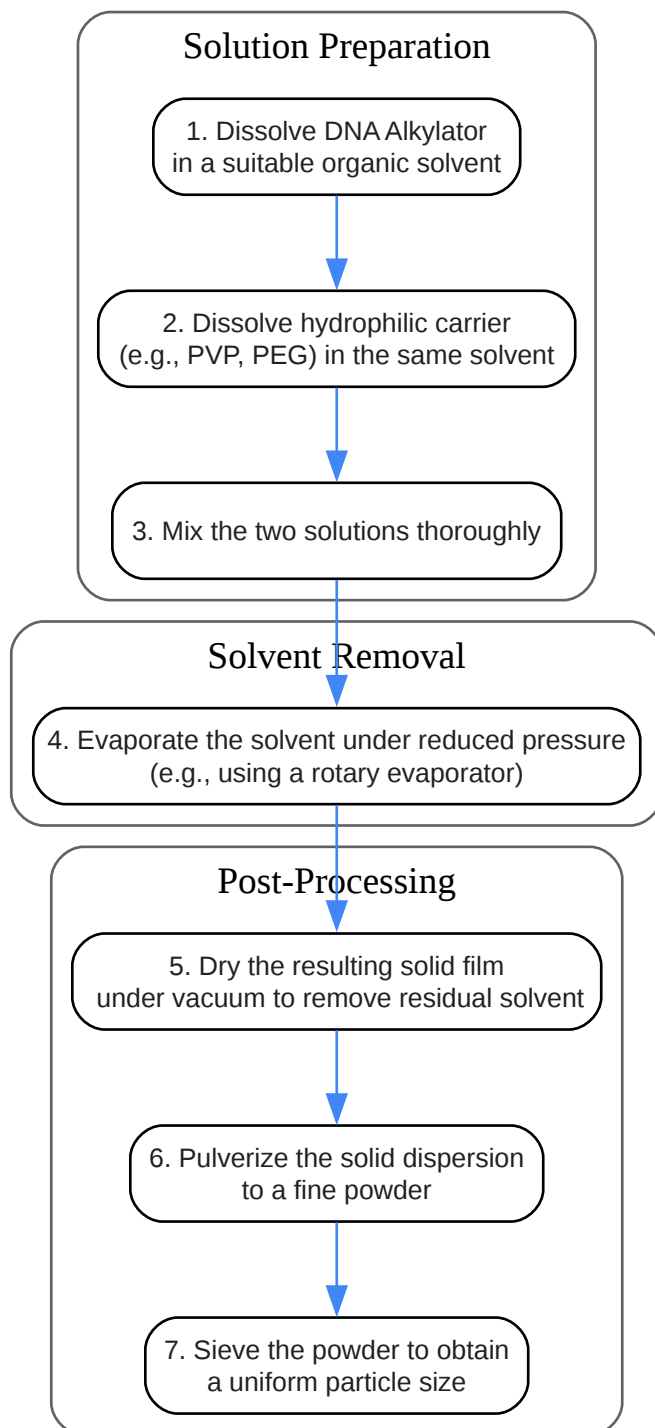 Solution Preparation
1. Dissolve DNA Alkylator
in a suitable organic solvent
2. Dissolve hydrophilic carrier
(e.g., PVP, PEG) in the same solvent
3. Mix the two solutions thoroughly
Solvent Removal
4. Evaporate the solvent under reduced pressure
(e.g., using a rotary evaporator)
Post-Processing
5. Dry the resulting solid film
under vacuum to remove residual solvent
6. Pulverize the solid dispersion
to a fine powder
7. Sieve the powder to obtain
a uniform particle size